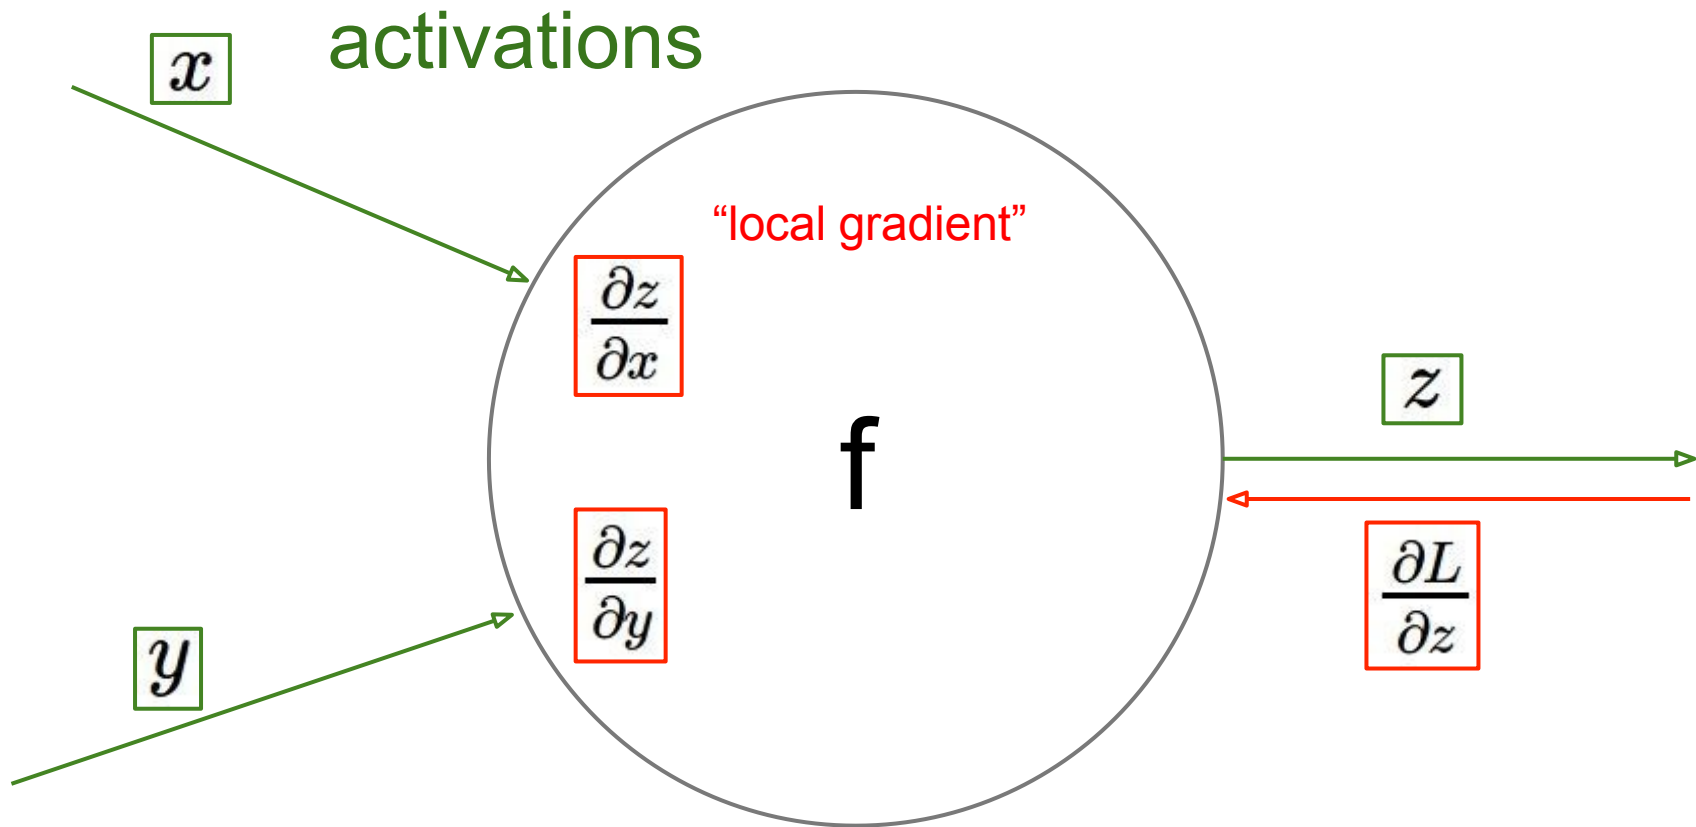 activations
x
“local gradient”
∂z
∂x
f
z
∂z
∂y
∂L
∂z
y